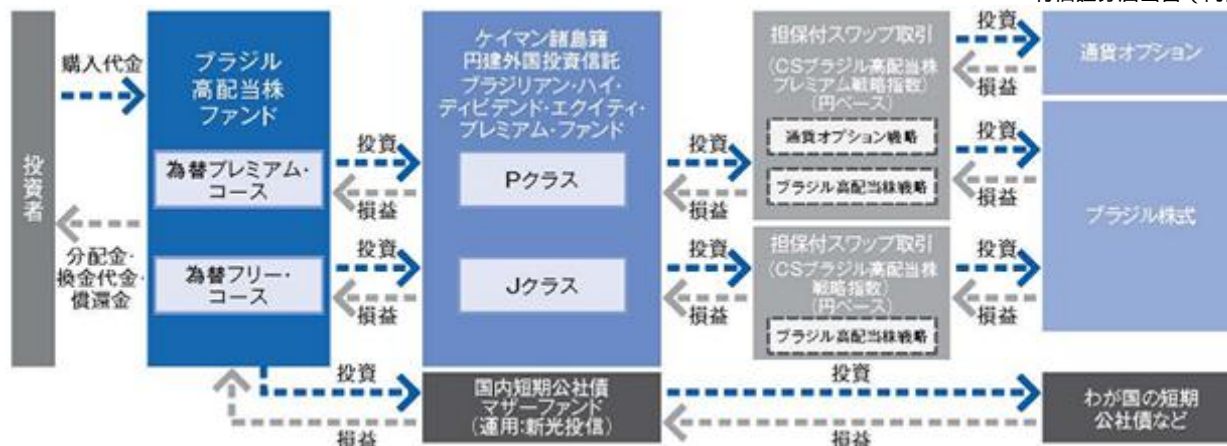 購入代金
投資者
分配金・
換金代金・
償還金
ブラジル
高配当株
ファンド
為替プレミアム・
コース
為替フリー・
コース
投資
損益
投資
損益
ケイマン諸島籍
円建外国投資信託
ブラジリアン・ハイ・
ディビデンド・エクイティ・
プレミアム・ファンド
Pクラス
Jクラス
投資
損益
投資
損益
担保付スワップ取引
(CSブラジル高配当株
プレミアム戦略指数)
(円ベース)
通貨オプション戦略
ブラジル高配当株戦略
担保付スワップ取引
(CSブラジル高配当株
戦略指数)
(円ベース)
ブラジル高配当株戦略
投資
損益
投資
損益
投資
損益
通貨オプション
ブラジル株式
投資
損益
国内短期公社債
マザーファンド
(運用:新光投信)
投資
損益
わが国の短期
公社債など